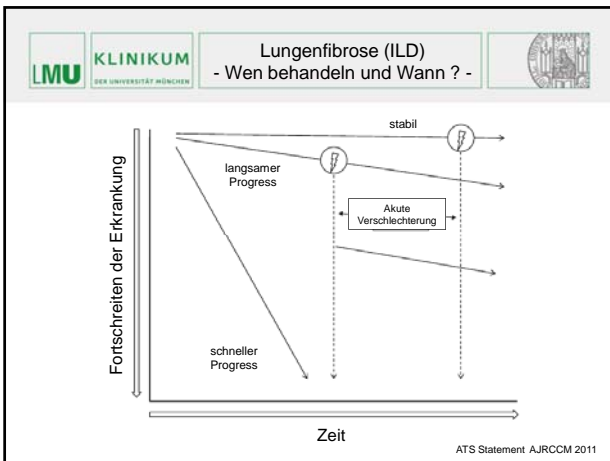 LMU
KLINIKUM
DER UNIVERSITÄT MÜNCHEN
Lungenfibrose (ILD)
- Wen behandeln und Wann ? -
stabil
langsamer
Progress
Akute
Verschlechterung
schneller
Progress
Fortschreiten der Erkrankung
Zeit
ATS Statement AJRCCM 2011